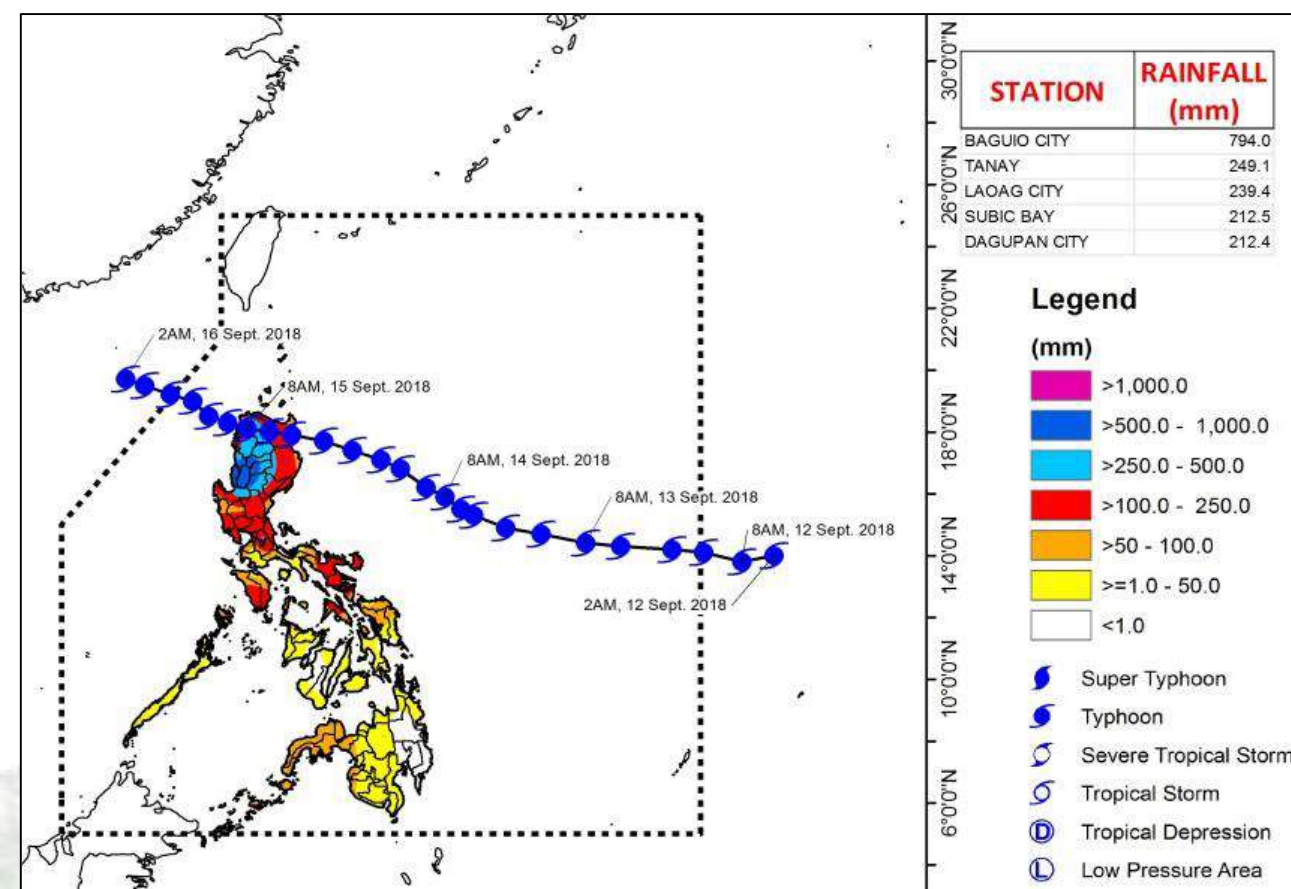 2AM, 16 Sept. 2018
8AM, 15 Sept. 2018
8AM, 14 Sept. 2018
8AM, 13 Sept. 2018
8AM, 12 Sept. 2018
2AM, 12 Sept. 2018
30°0'0"N
26°0'0"N
22°0'0"N
18°0'0"N
14°0'0"N
10°0'0"N
6°0'0"N
STATION RAINFALL
(mm)
BAGUIO CITY 794.0
TANAY 249.1
LAOAG CITY 239.4
SUBIC BAY 212.5
DAGUPAN CITY 212.4
Legend
(mm)
>1,000.0
>500.0 - 1,000.0
>250.0 - 500.0
>100.0 - 250.0
>50 - 100.0
>=1.0 - 50.0
<1.0
Super Typhoon
Typhoon
Severe Tropical Storm
Tropical Storm
D Tropical Depression
L Low Pressure Area